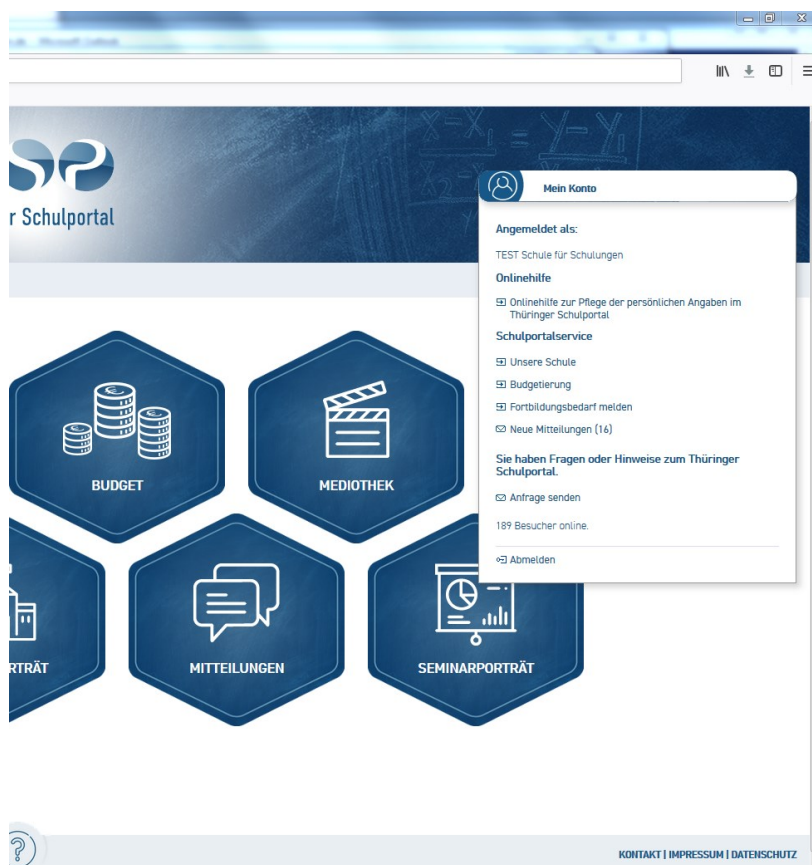 r Schulportal
Mein Konto
Angemeldet als:
TEST Schule für Schulungen
Onlinehilfe
Onlinehilfe zur Pflege der persönlichen Angaben im
Thüringer Schulportal
Schulportalservice
Unsere Schule
Budgetierung
Fortbildungsbedarf melden
Neue Mitteilungen (16)
Sie haben Fragen oder Hinweise zum Thüringer
Schulportal.
Anfrage senden
189 Besucher online.
Abmelden
BUDGET
MEDIOTHEK
RTRÄT
MITTEILUNGEN
SEMINARPORTRÄT
KONTAKT | IMPRESSUM | DATENSCHUTZ